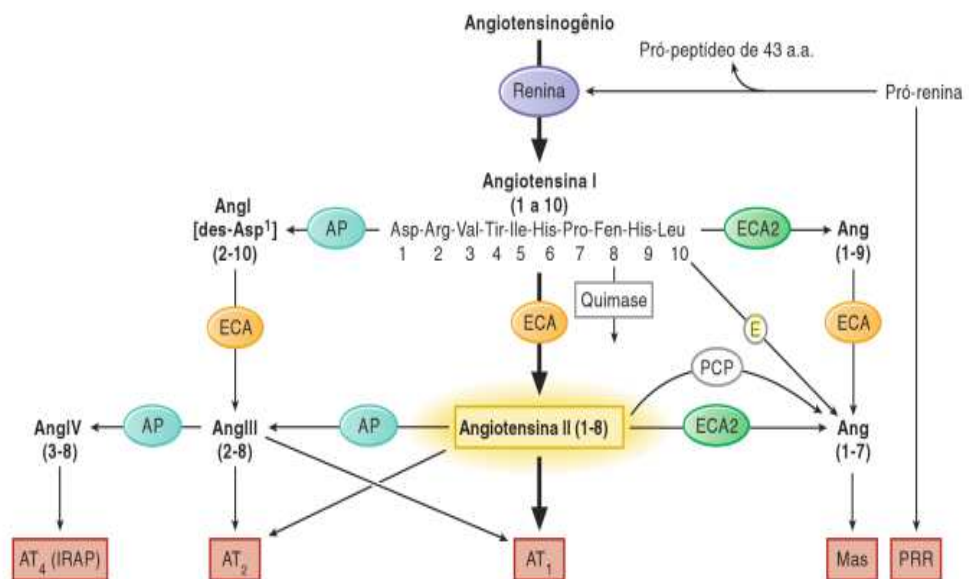 Angiotensinogênio
Pró-peptídeo de 43 a.a.
Renina
Pró-renina
Angiotensina I
(1 a 10)
AngI
[des-Asp¹]
(2-10)
AP
Asp-Arg-Val-Tir-Ile-His-Pro-Fen-His-Leu
1 2 3 4 5 6 7 8 9 10
ECA2
Ang
(1-9)
Quimase
ECA
ECA
E
ECA
PCP
AngIV
(3-8)
AP
AngIII
(2-8)
AP
Angiotensina II (1-8)
ECA2
Ang
(1-7)
AT₄ (IRAP)
AT₂
AT₁
Mas
PRR